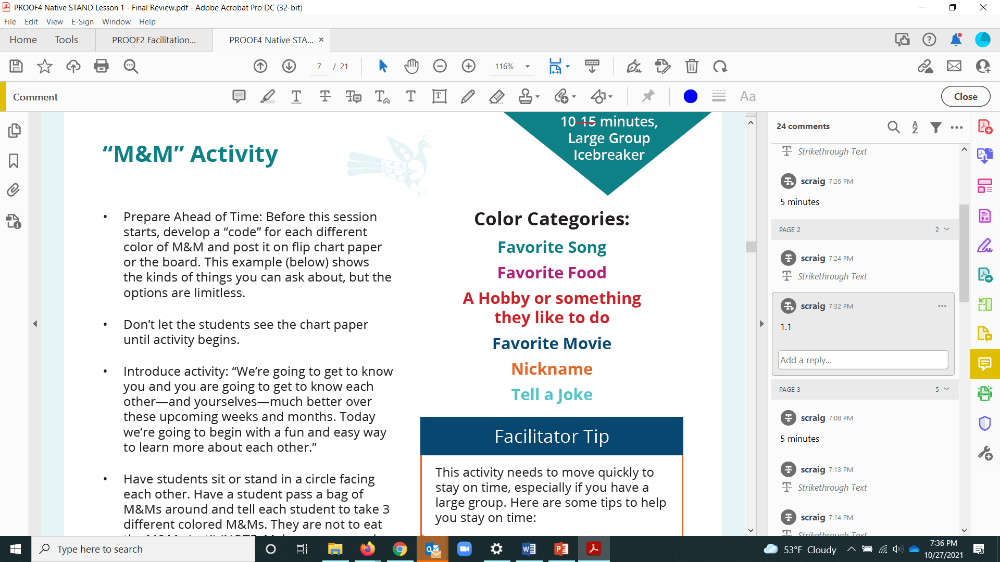 PROOF4 Native STAND Lesson 1 - Final Review.pdf - Adobe Acrobat Pro DC (32-bit)
File Edit View E-Sign Window Help
Home Tools PROOF2 Facilitation... PROOF4 Native STA... ×
7 / 21 116%
Comment Close
10-15 minutes,
Large Group
Icebreaker
“M&M” Activity
• Prepare Ahead of Time: Before this session
starts, develop a “code” for each different
color of M&M and post it on flip chart paper
or the board. This example (below) shows
the kinds of things you can ask about, but the
options are limitless.
• Don’t let the students see the chart paper
until activity begins.
• Introduce activity: “We’re going to get to know
you and you are going to get to know each
other—and yourselves—much better over
these upcoming weeks and months. Today
we’re going to begin with a fun and easy way
to learn more about each other.”
• Have students sit or stand in a circle facing
each other. Have a student pass a bag of
M&Ms around and tell each student to take 3
different colored M&Ms. They are not to eat
Color Categories:
Favorite Song
Favorite Food
A Hobby or something
they like to do
Favorite Movie
Nickname
Tell a Joke
Facilitator Tip
This activity needs to move quickly to
stay on time, especially if you have a
large group. Here are some tips to help
you stay on time:
24 comments
Strikethrough Text
scraig 7:26 PM
5 minutes
PAGE 2 2
scraig 7:24 PM
Strikethrough Text
scraig 7:32 PM
1.1
Add a reply...
PAGE 3 5
scraig 7:08 PM
5 minutes
scraig 7:13 PM
Strikethrough Text
scraig 7:14 PM
Strikethrough Text
Type here to search
53°F Cloudy
7:36 PM
10/27/2021